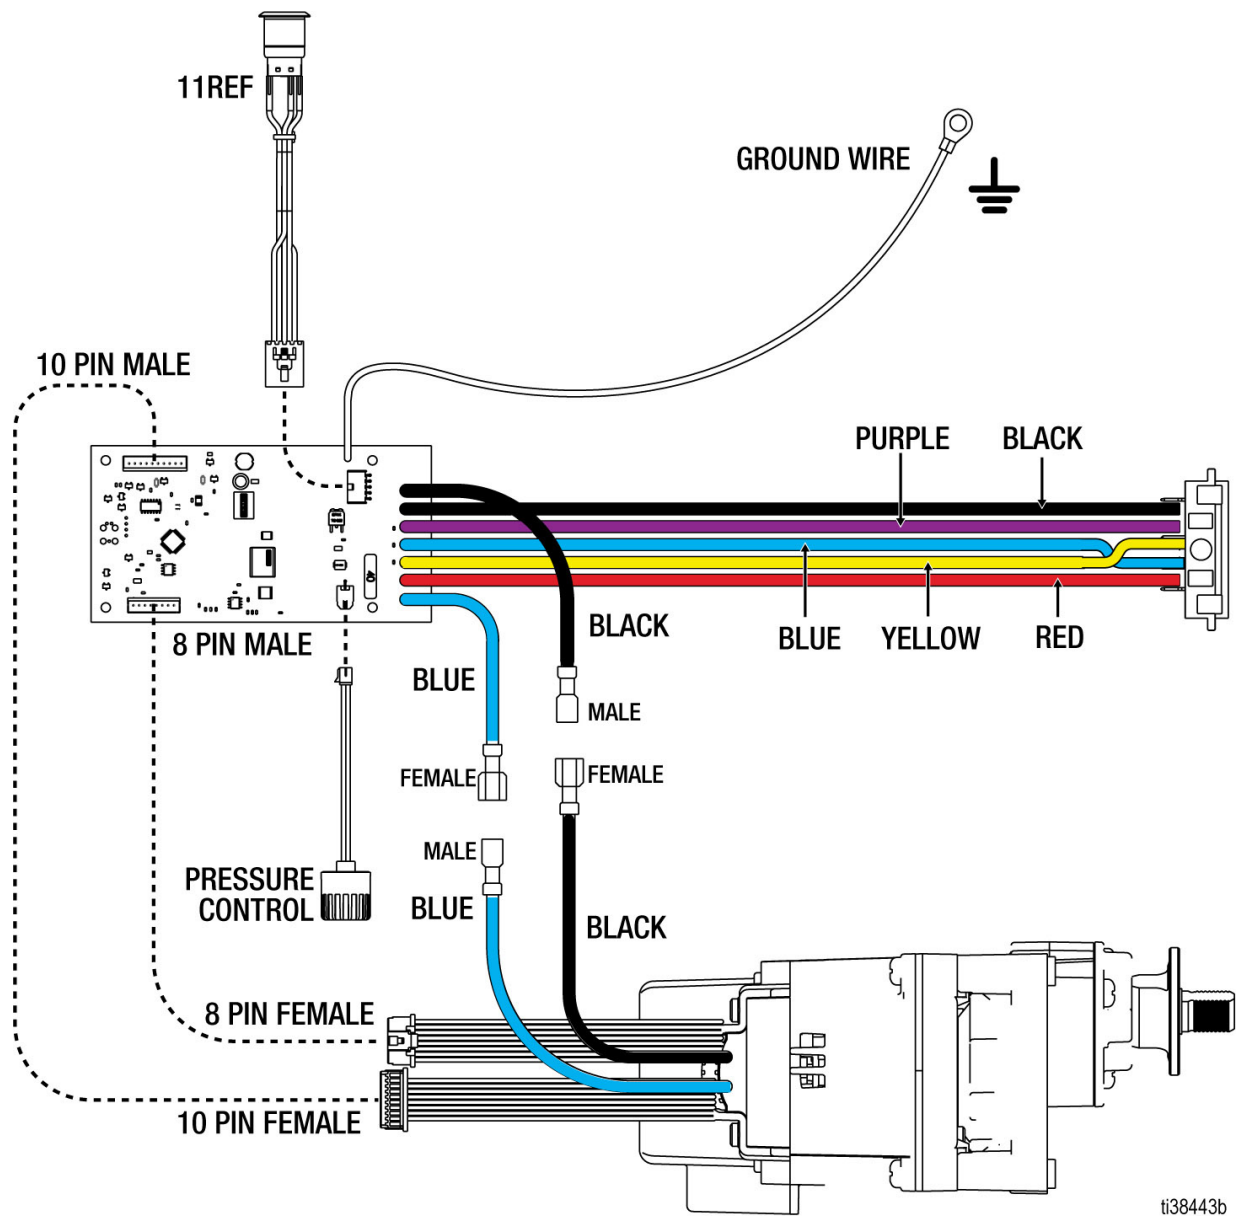 11REF
GROUND WIRE
10 PIN MALE
PURPLE
BLACK
40
8 PIN MALE
BLACK
BLUE
YELLOW
RED
BLUE
MALE
FEMALE
FEMALE
MALE
PRESSURE
CONTROL
BLUE
BLACK
8 PIN FEMALE
10 PIN FEMALE
ti38443b